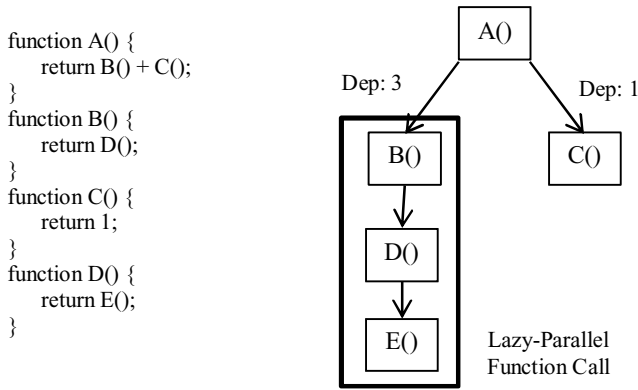 function A() {
return B() + C();
}
function B() {
return D();
}
function C() {
return 1;
}
function D() {
return E();
}
A()
Dep: 3
Dep: 1
B()
C()
D()
E()
Lazy-Parallel
Function Call